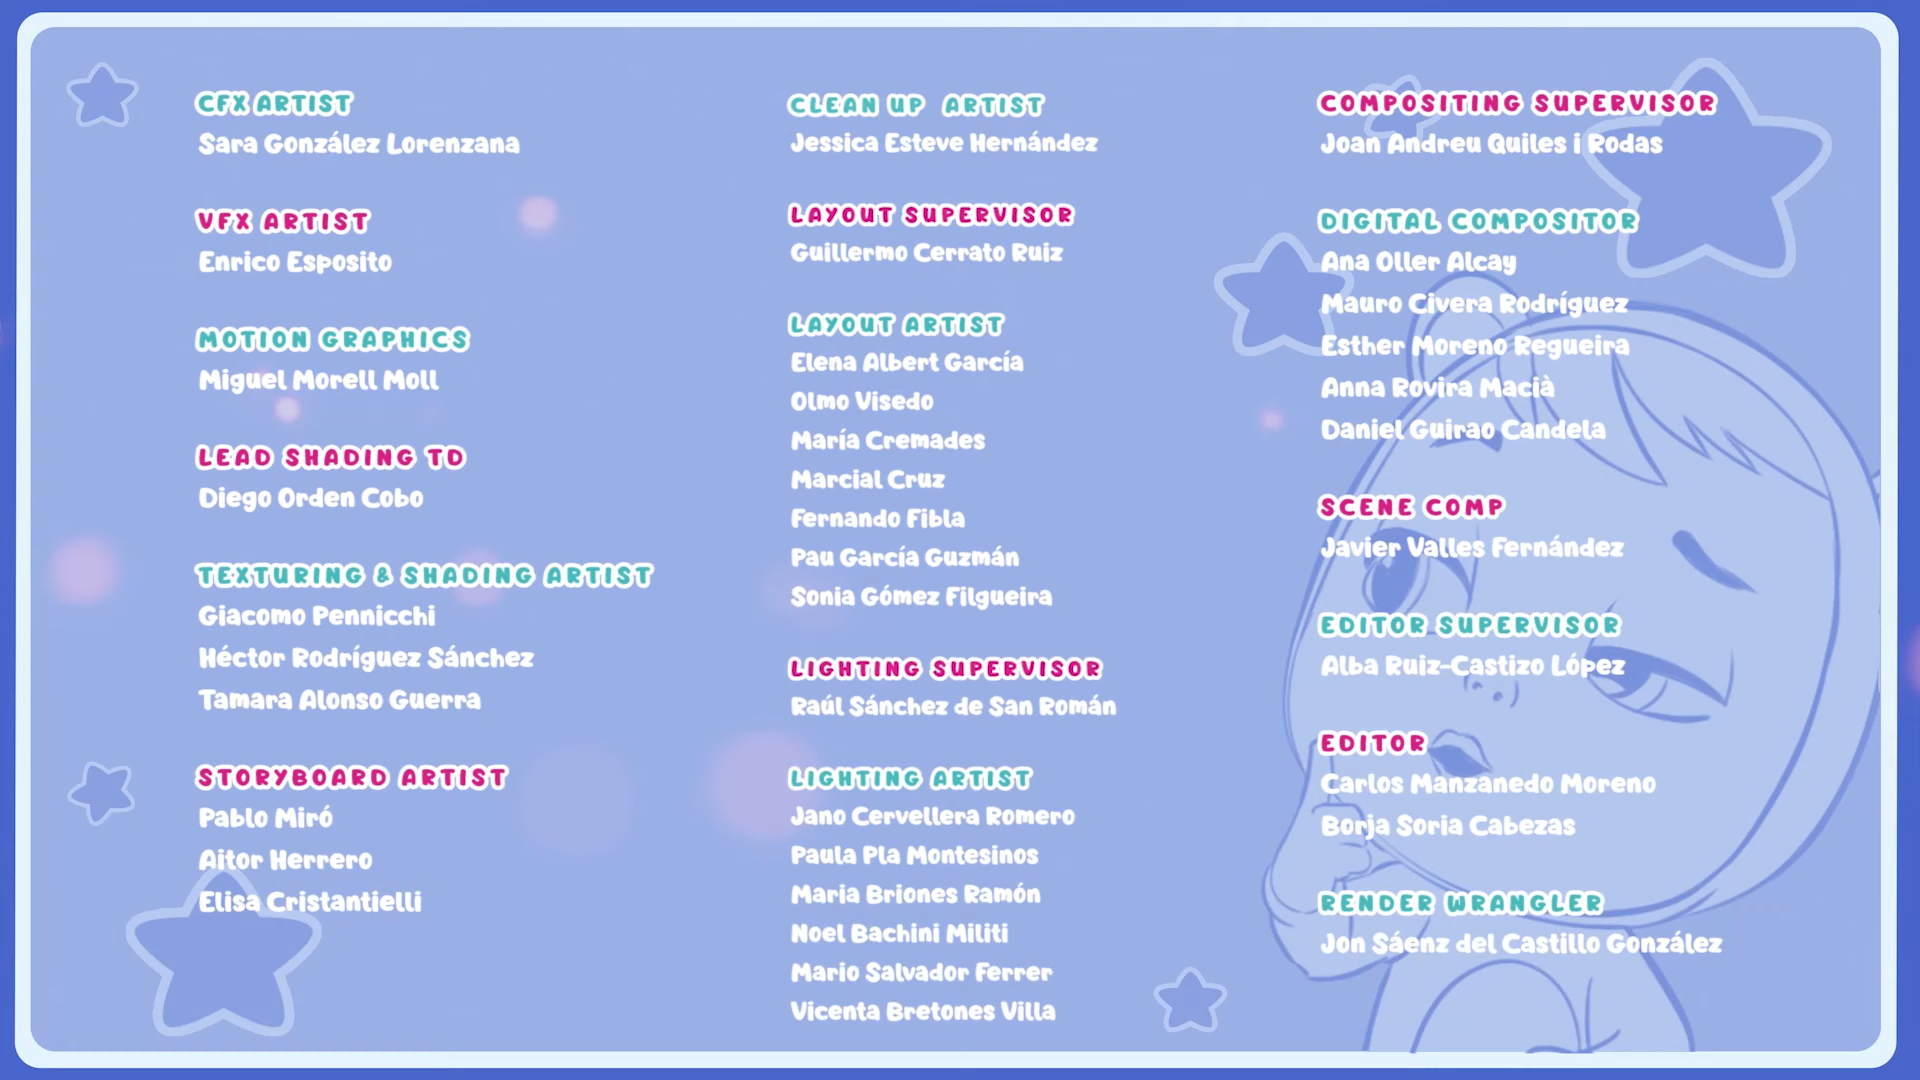 CFX ARTIST
Sara González Lorenzana
VFX ARTIST
Enrico Esposito
MOTION GRAPHICS
Miguel Morell Moll
LEAD SHADING TD
Diego Orden Cobo
TEXTURING & SHADING ARTIST
Giacomo Pennicchi
Héctor Rodríguez Sánchez
Tamara Alonso Guerra
STORYBOARD ARTIST
Pablo Miró
Aitor Herrero
Elisa Cristantielli
CLEAN UP ARTIST
Jessica Esteve Hernández
LAYOUT SUPERVISOR
Guillermo Cerrato Ruiz
LAYOUT ARTIST
Elena Albert García
Olmo Visedo
María Cremades
Marcial Cruz
Fernando Fibla
Pau García Guzmán
Sonia Gómez Filgueira
LIGHTING SUPERVISOR
Raúl Sánchez de San Román
LIGHTING ARTIST
Jano Cervellera Romero
Paula Pla Montesinos
Maria Briones Ramón
Noel Bachini Militi
Mario Salvador Ferrer
Vicenta Bretones Villa
COMPOSITING SUPERVISOR
Joan Andreu Quiles i Rodas
DIGITAL COMPOSITOR
Ana Oller Alcay
Mauro Civera Rodríguez
Esther Moreno Regueira
Anna Rovira Macià
Daniel Guirao Candela
SCENE COMP
Javier Valles Fernández
EDITOR SUPERVISOR
Alba Ruiz-Castizo López
EDITOR
Carlos Manzanedo Moreno
Borja Soria Cabezas
RENDER WRANGLER
Jon Sáenz del Castillo González